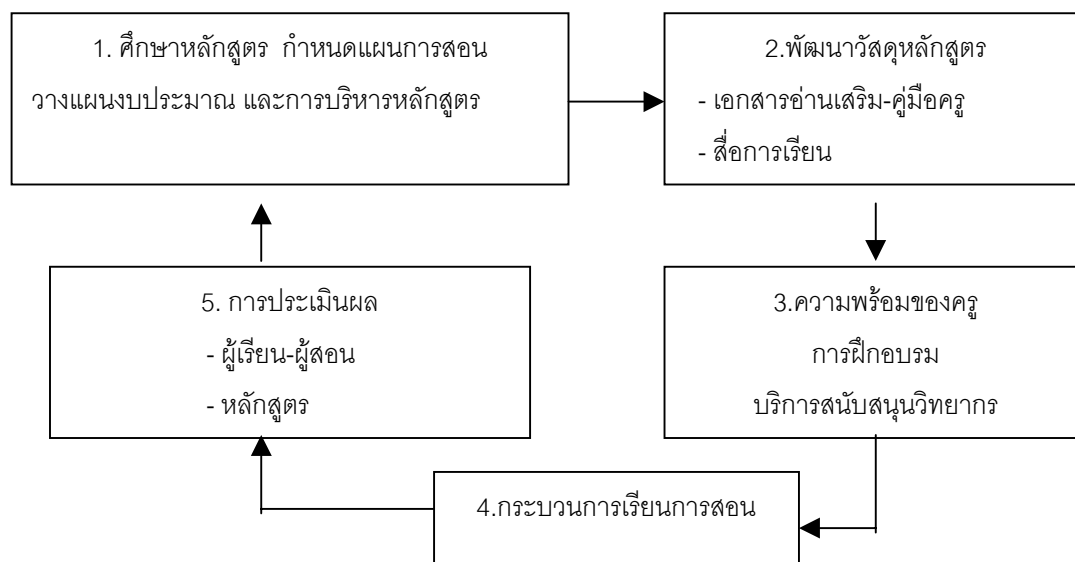 1. ศึกษาหลักสูตร กำหนดแผนการสอน
วางแผนงบประมาณ และการบริหารหลักสูตร
2.พัฒนาวัสดุหลักสูตร
- เอกสารอ่านเสริม-คู่มือครู
- สื่อการเรียน
3.ความพร้อมของครู
การฝึกอบรม
บริการสนับสนุนวิทยากร
4.กระบวนการเรียนการสอน
5. การประเมินผล
- ผู้เรียน-ผู้สอน
- หลักสูตร